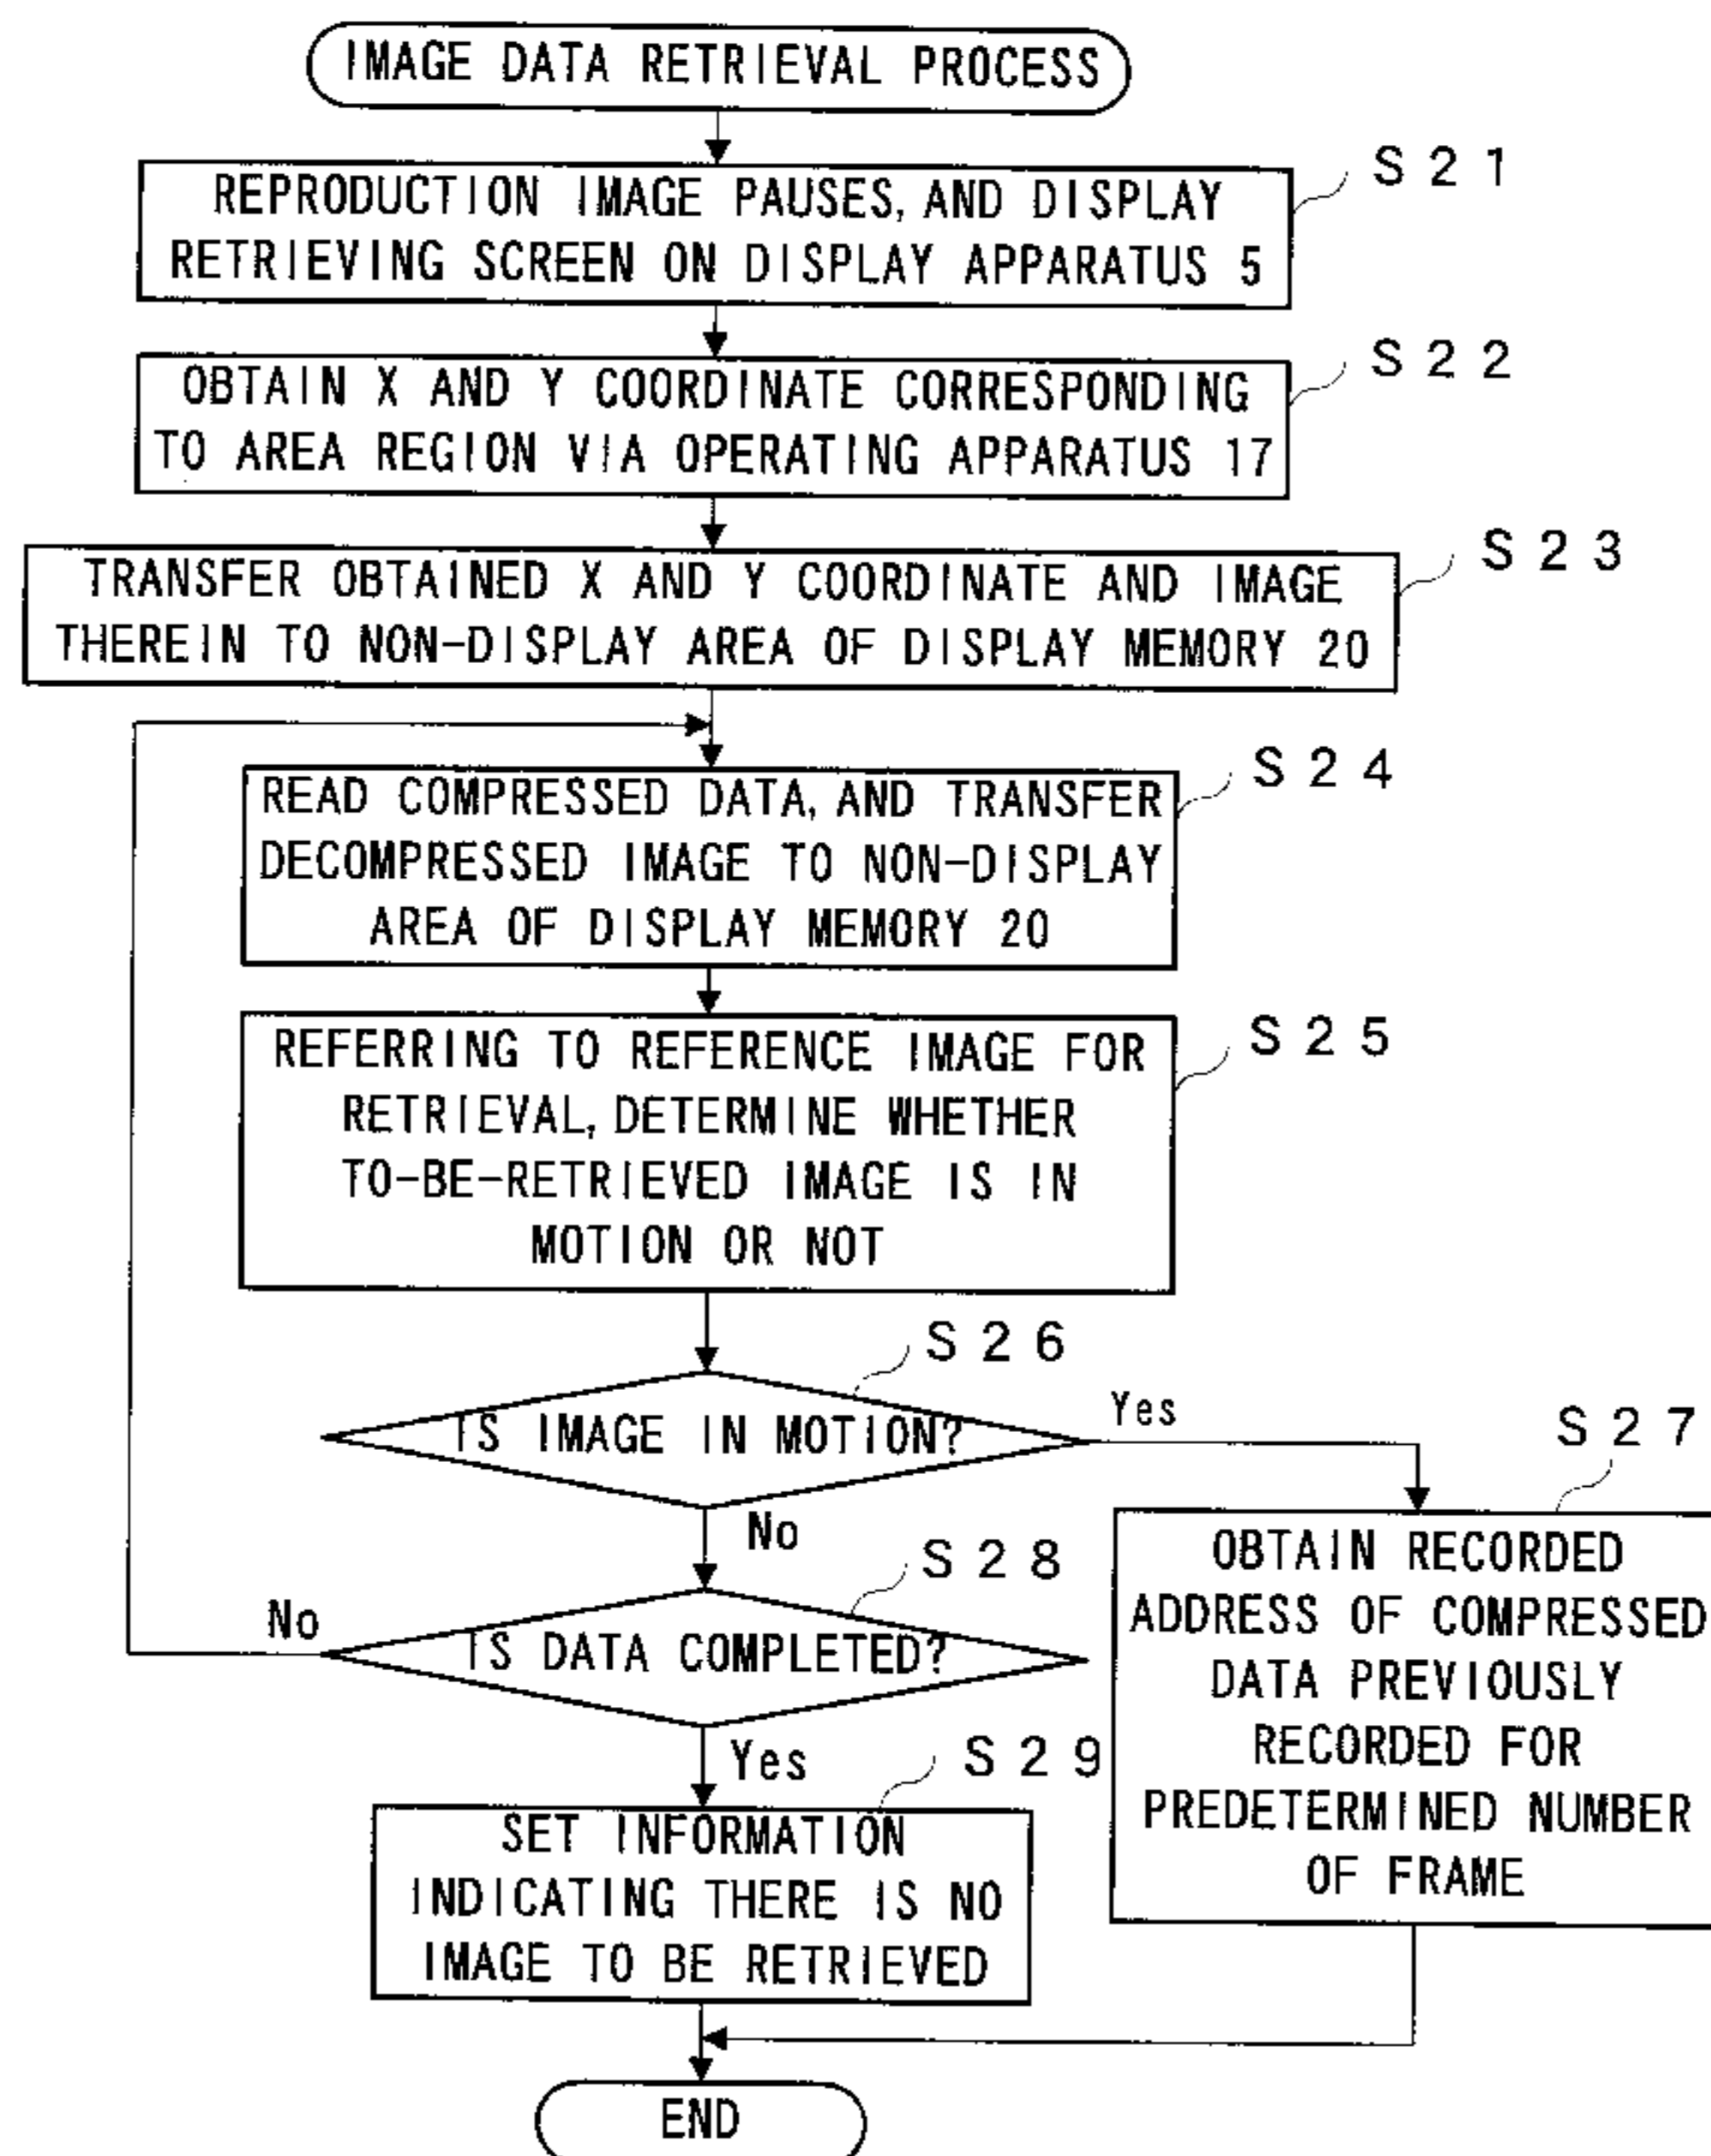 IMAGE DATA RETRIEVAL PROCESS
S21
REPRODUCTION IMAGE PAUSES, AND DISPLAY
RETRIEVING SCREEN ON DISPLAY APPARATUS 5
S22
OBTAIN X AND Y COORDINATE CORRESPONDING
TO AREA REGION VIA OPERATING APPARATUS 17
S23
TRANSFER OBTAINED X AND Y COORDINATE AND IMAGE
THEREIN TO NON-DISPLAY AREA OF DISPLAY MEMORY 20
S24
READ COMPRESSED DATA, AND TRANSFER
DECOMPRESSED IMAGE TO NON-DISPLAY
AREA OF DISPLAY MEMORY 20
S25
REFERRING TO REFERENCE IMAGE FOR
RETRIEVAL, DETERMINE WHETHER
TO-BE-RETRIEVED IMAGE IS IN
MOTION OR NOT
S26
IS IMAGE IN MOTION?
Yes
No
S27
OBTAIN RECORDED
ADDRESS OF COMPRESSED
DATA PREVIOUSLY
RECORDED FOR
PREDETERMINED NUMBER
OF FRAME
S28
IS DATA COMPLETED?
No
Yes
S29
SET INFORMATION
INDICATING THERE IS NO
IMAGE TO BE RETRIEVED
END